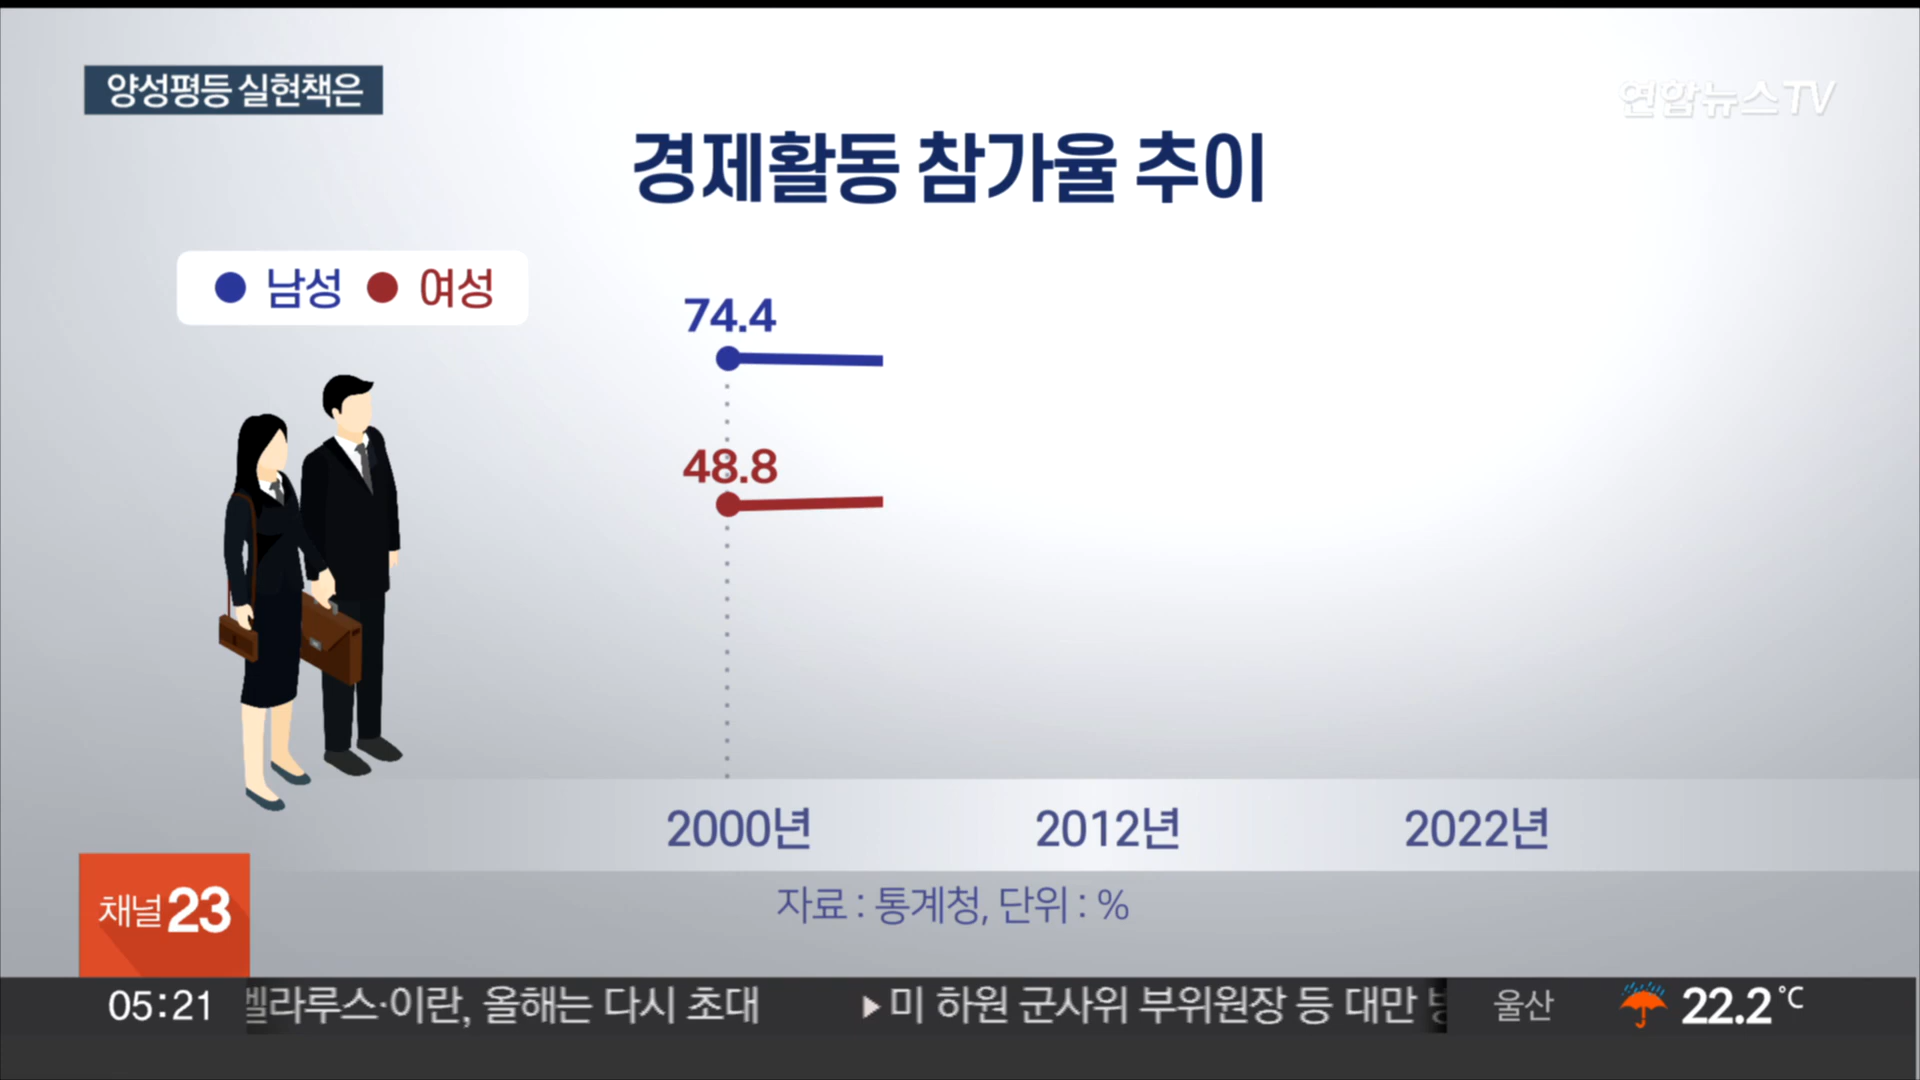 양성평등 실현책은
연합뉴스TV
경제활동 참가율 추이
남성 여성
74.4
48.8
2000년 2012년 2022년
자료 : 통계청, 단위 : %
채널 23
05:21 벨라루스·이란, 올해는 다시 초대 ▶미 하원 군사위 부위원장 등 대만 울산 22.2℃